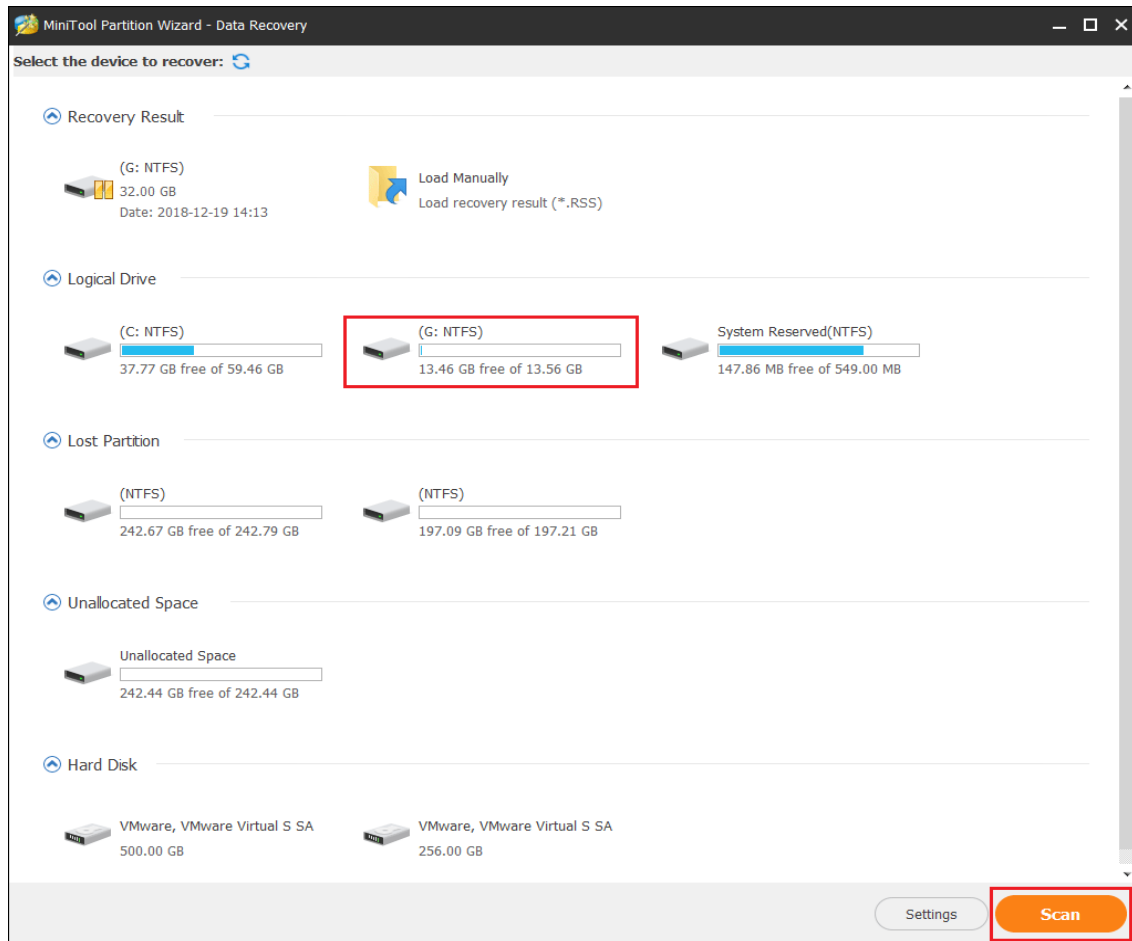 MiniTool Partition Wizard - Data Recovery
Select the device to recover:
Recovery Result
(G: NTFS)
32.00 GB
Date: 2018-12-19 14:13
Load Manually
Load recovery result (*.RSS)
Logical Drive
(C: NTFS)
37.77 GB free of 59.46 GB
(G: NTFS)
13.46 GB free of 13.56 GB
System Reserved(NTFS)
147.86 MB free of 549.00 MB
Lost Partition
(NTFS)
242.67 GB free of 242.79 GB
(NTFS)
197.09 GB free of 197.21 GB
Unallocated Space
Unallocated Space
242.44 GB free of 242.44 GB
Hard Disk
VMware, VMware Virtual S SA
500.00 GB
VMware, VMware Virtual S SA
256.00 GB
Settings
Scan